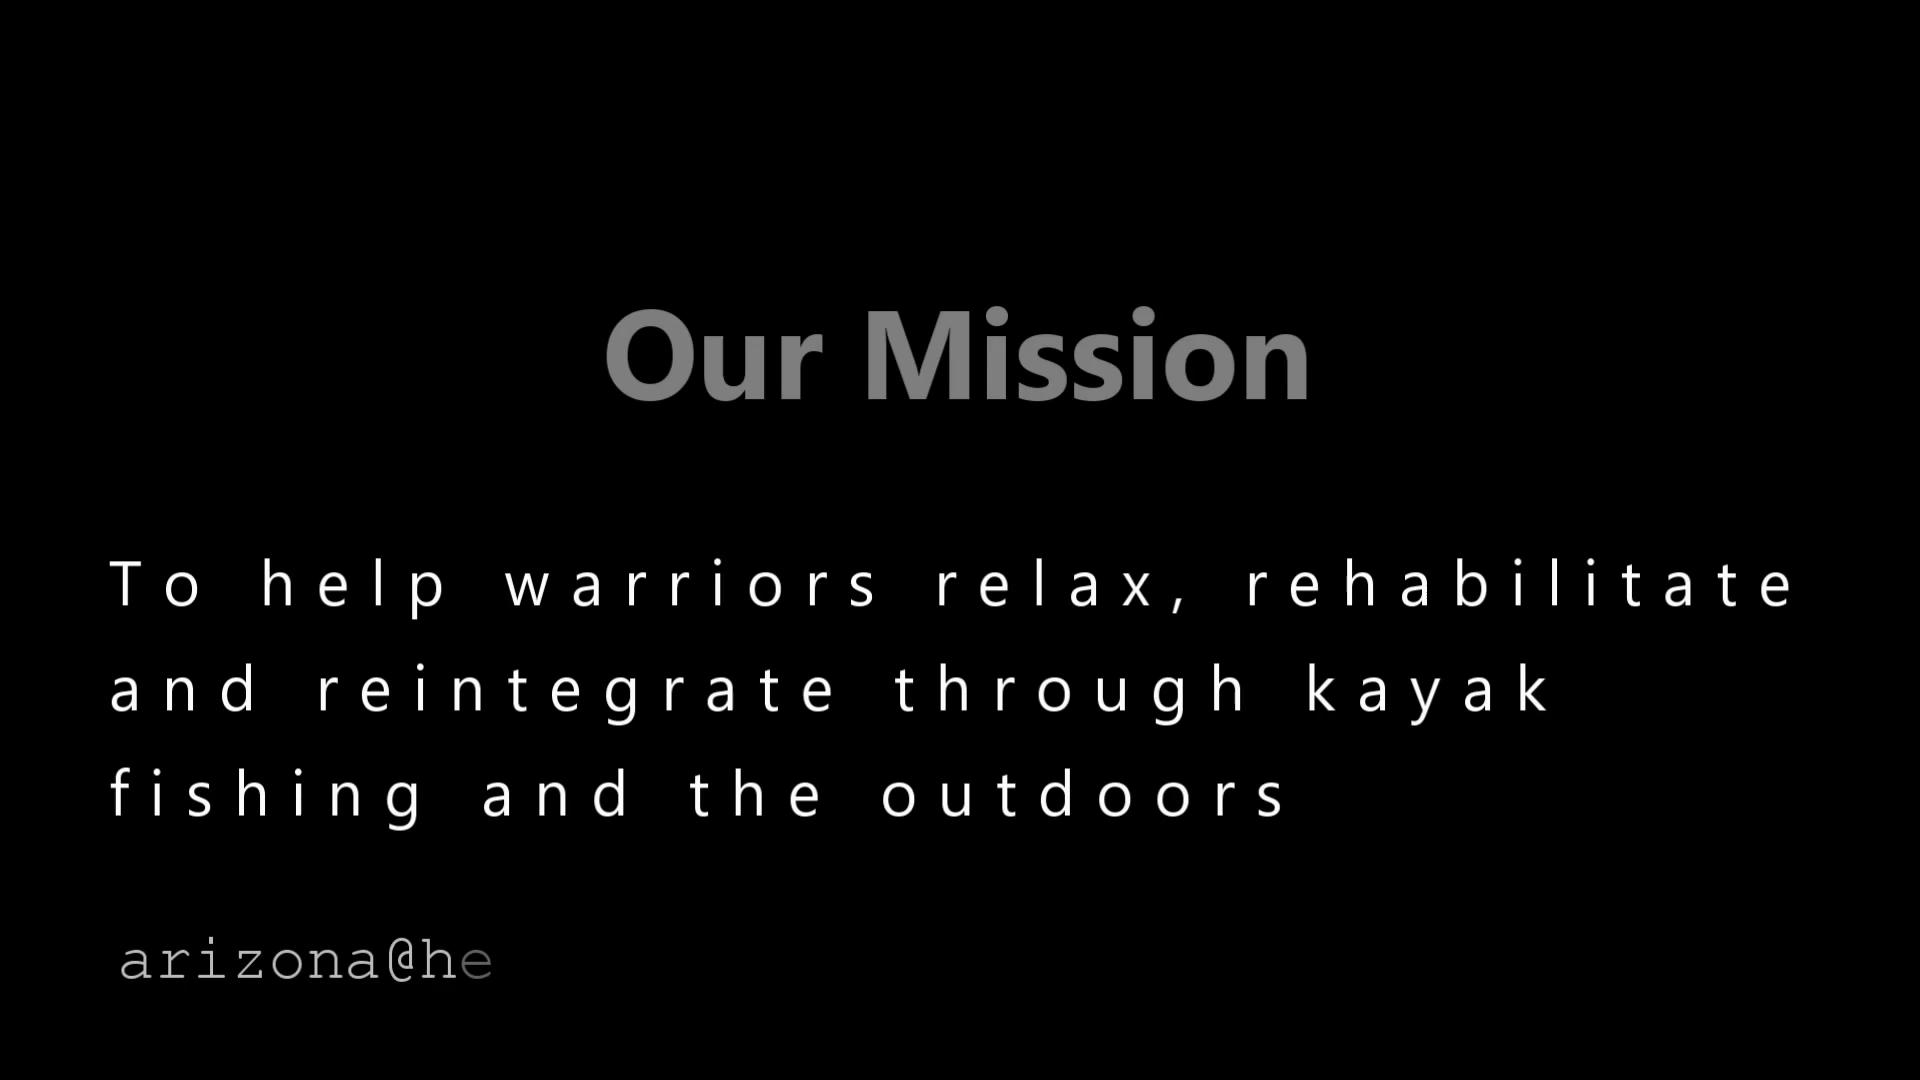 Our Mission
To help warriors relax, rehabilitate
and reintegrate through kayak
fishing and the outdoors
arizona@he